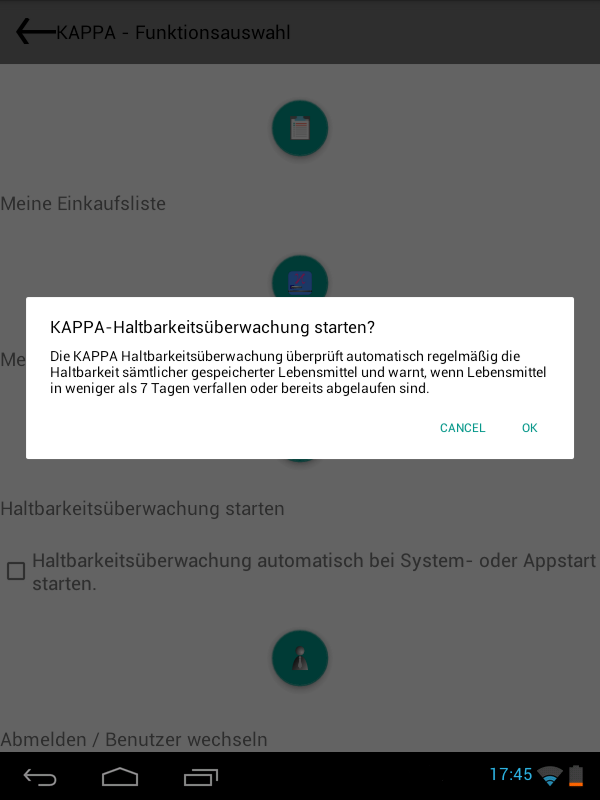 KAPPA - Funktionsauswahl
Meine Einkaufsliste
KAPPA-Haltbarkeitsüberwachung starten?
Die KAPPA Haltbarkeitsüberwachung überprüft automatisch regelmäßig die
Haltbarkeit sämtlicher gespeicherter Lebensmittel und warnt, wenn Lebensmittel
in weniger als 7 Tagen verfallen oder bereits abgelaufen sind.
CANCEL OK
Haltbarkeitsüberwachung starten
Haltbarkeitsüberwachung automatisch bei System- oder Appstart
starten.
Abmelden / Benutzer wechseln
17:45